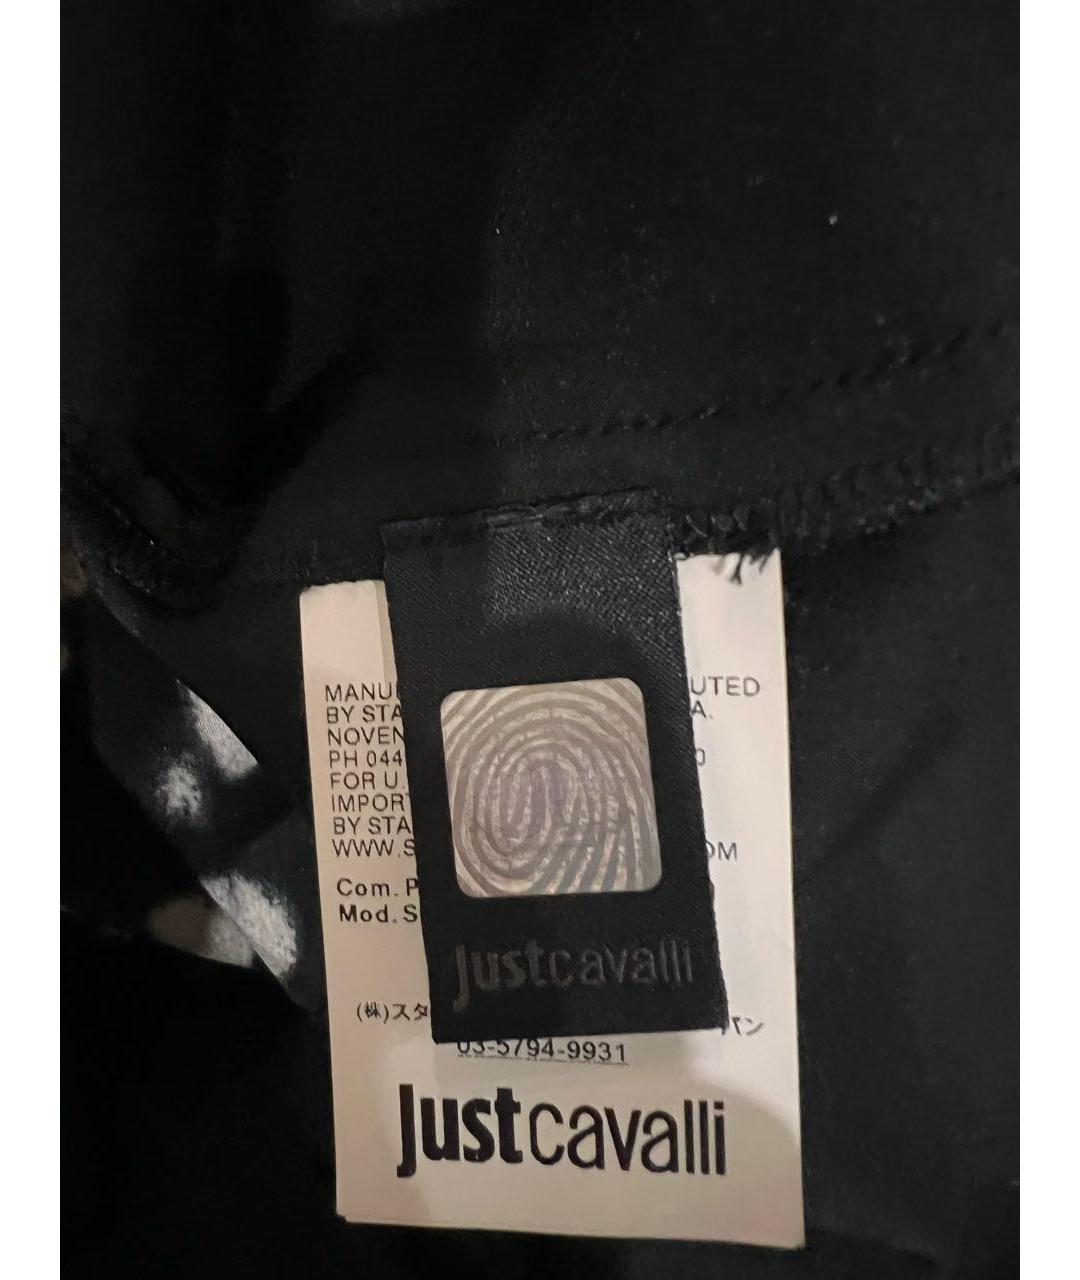 MANU UTED
BY STA A.
NOVEN
PH 044 0
FOR U.
IMPOR
BY STA
WWW.S OM
Com. P
Mod. S
justcavalli
(株)スタ パン
03-5794-9931
justcavalli